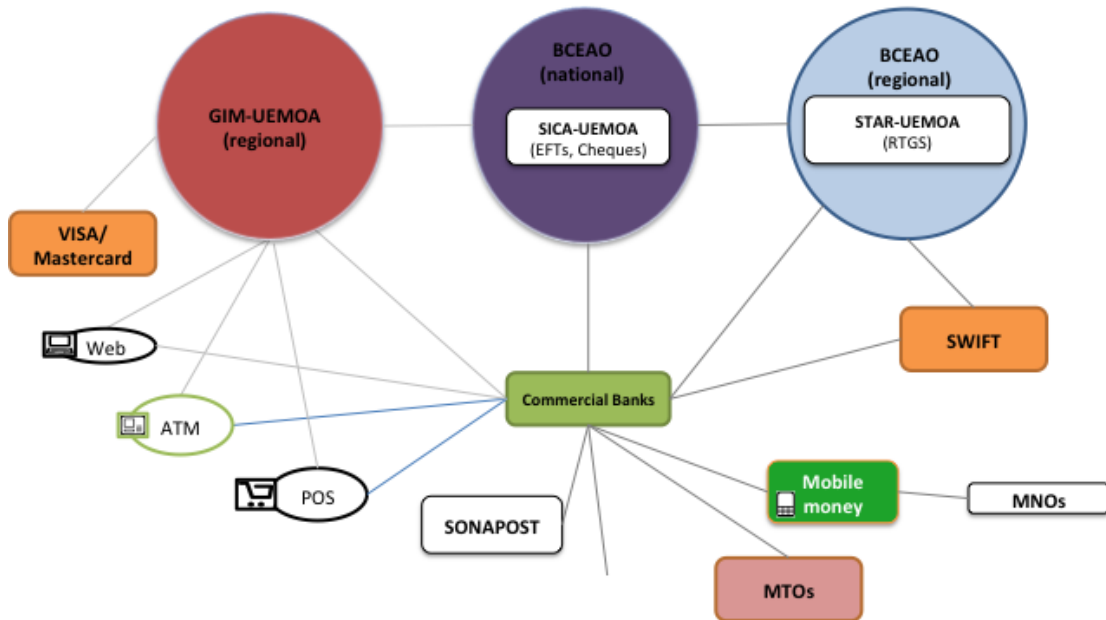 GIM-UEMOA
(regional)
BCEAO
(national)
SICA-UEMOA
(EFTs, Cheques)
BCEAO
(regional)
STAR-UEMOA
(RTGS)
VISA/
Mastercard
Web
ATM
POS
Commercial Banks
SWIFT
SONAPOST
Mobile
money
MNOs
MTOs